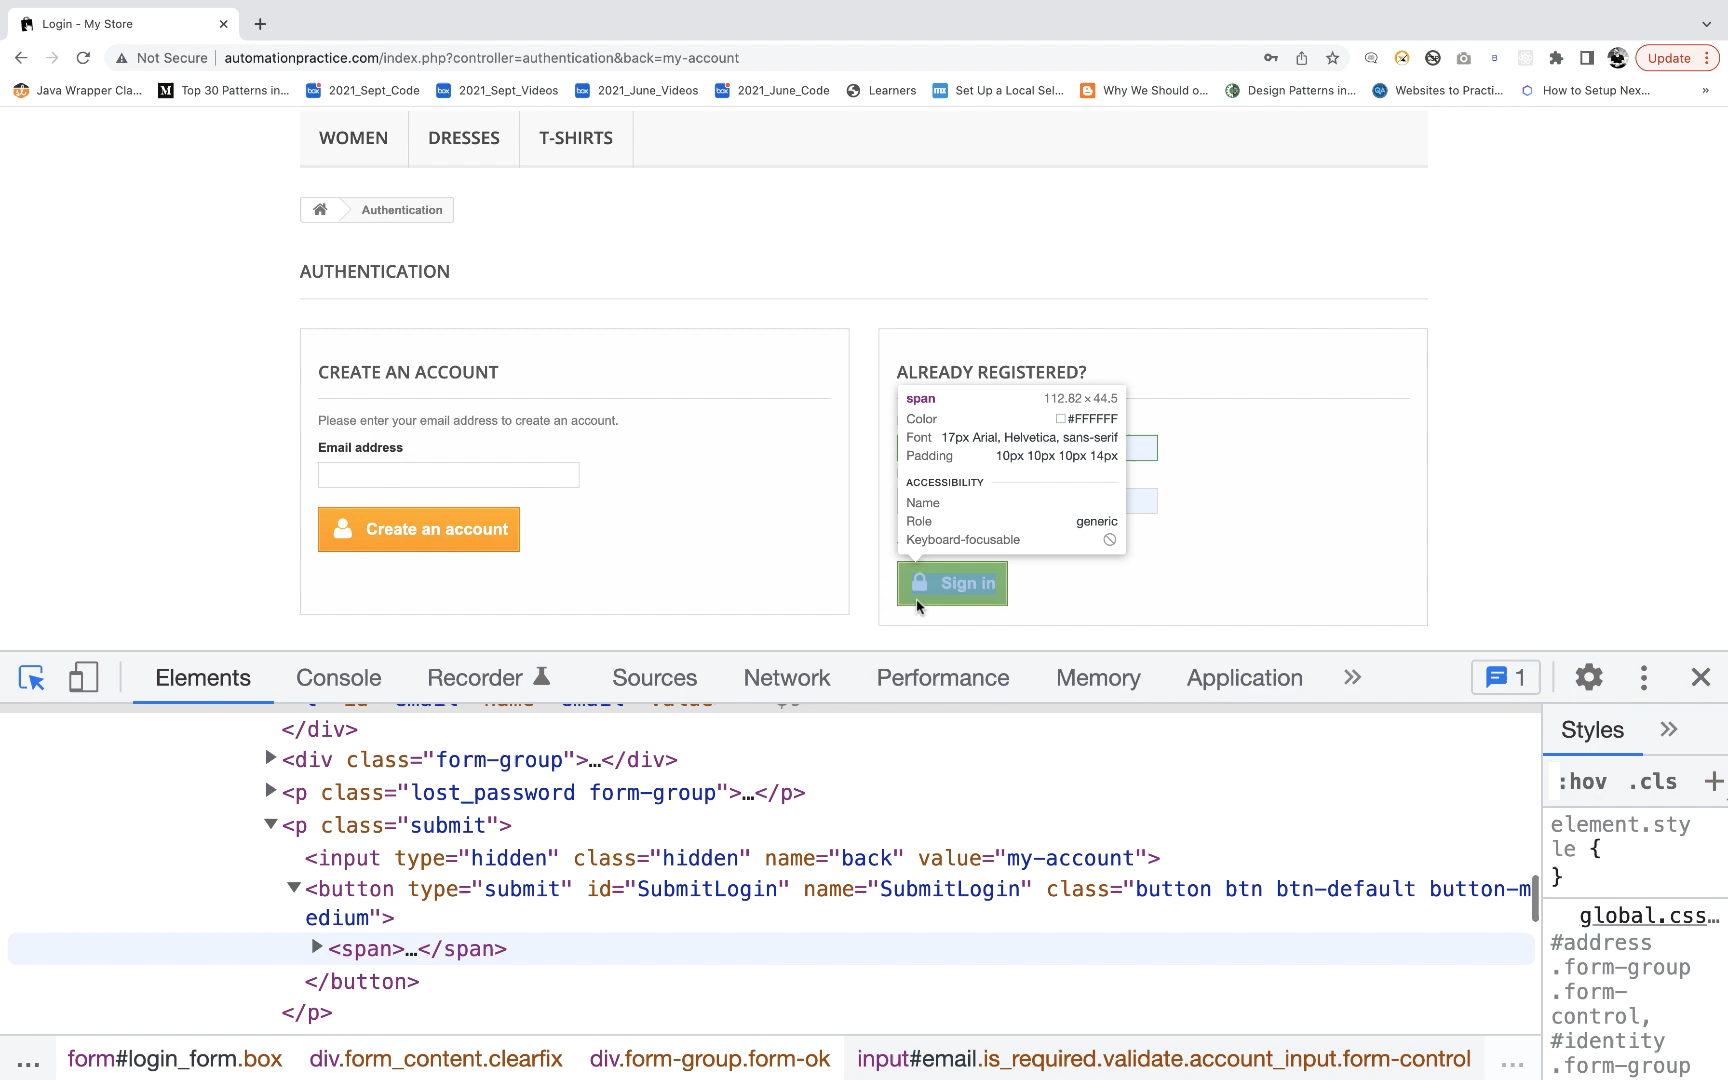 Login - My Store
Not Secure automationpractice.com/index.php?controller=authentication&back=my-account
Update
Java Wrapper Cla... Top 30 Patterns in... 2021_Sept_Code 2021_Sept_Videos 2021_June_Videos 2021_June_Code Learners Set Up a Local Sel... Why We Should o... Design Patterns in... Websites to Practi... How to Setup Nex... »
WOMEN DRESSES T-SHIRTS
Authentication
AUTHENTICATION
CREATE AN ACCOUNT
Please enter your email address to create an account.
Email address
Create an account
ALREADY REGISTERED?
span 112.82 × 44.5
Color #FFFFFF
Font 17px Arial, Helvetica, sans-serif
Padding 10px 10px 10px 14px
ACCESSIBILITY
Name
Role generic
Keyboard-focusable
Sign in
Elements Console Recorder Sources Network Performance Memory Application » 1
</div>
<div class="form-group">…</div>
<p class="lost_password form-group">…</p>
<p class="submit">
<input type="hidden" class="hidden" name="back" value="my-account">
<button type="submit" id="SubmitLogin" name="SubmitLogin" class="button btn btn-default button-m
edium">
<span>…</span>
</button>
</p>
... form#login_form.box div.form_content.clearfix div.form-group.form-ok input#email.is_required.validate.account_input.form-control ...
Styles »
:hov .cls +
element.sty
le {
}
global.css…
#address
.form-group
.form-
control,
#identity
.form-group